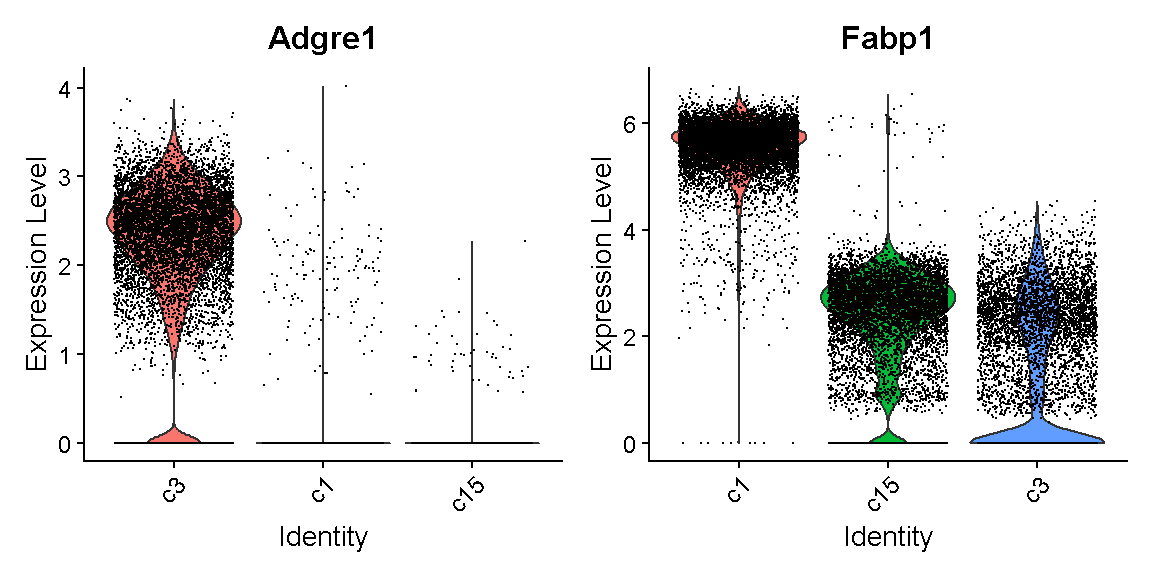 Adgre1
Expression Level
4
3
2
1
0
c3
c1
c15
Identity
Fabp1
Expression Level
6
4
2
0
c1
c15
c3
Identity